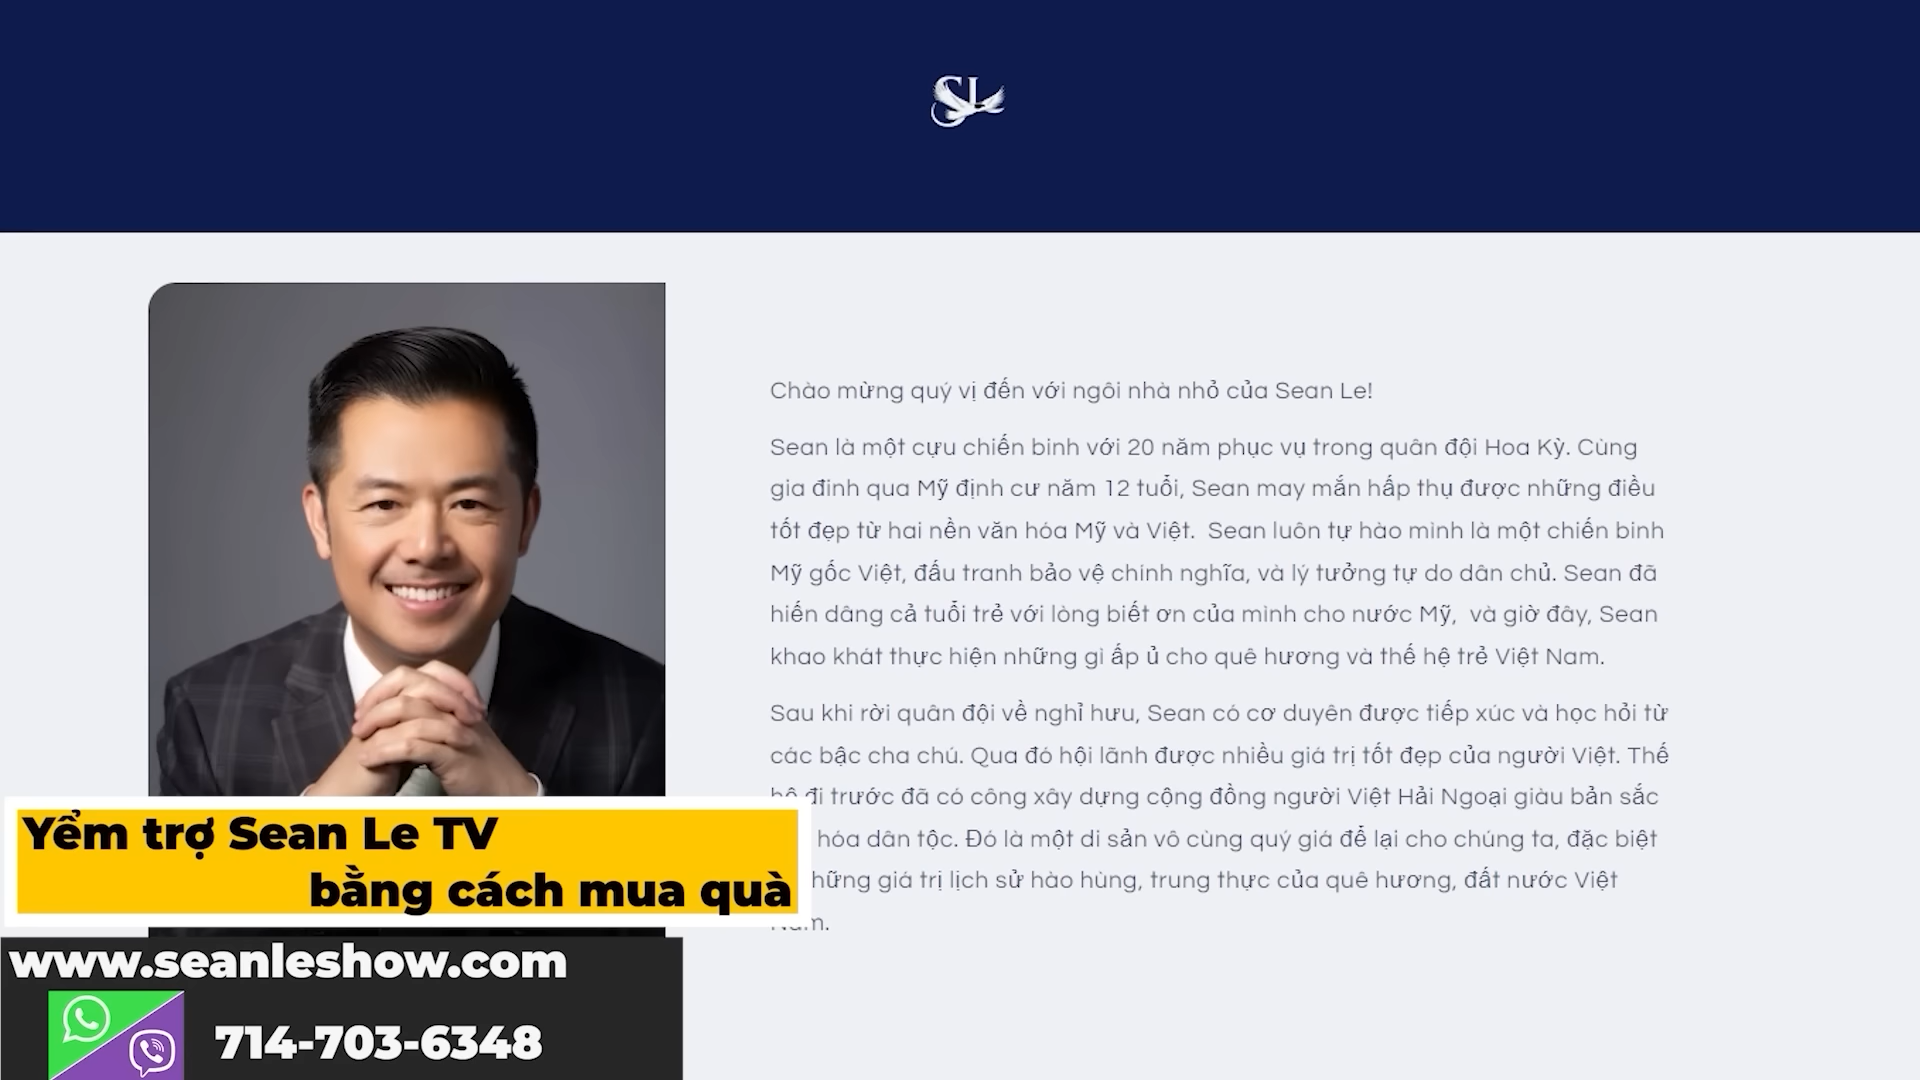 SL
Chào mừng quý vị đến với ngôi nhà nhỏ của Sean Le!
Sean là một cựu chiến binh với 20 năm phục vụ trong quân đội Hoa Kỳ. Cùng
gia đình qua Mỹ định cư năm 12 tuổi, Sean may mắn hấp thụ được những điều
tốt đẹp từ hai nền văn hóa Mỹ và Việt. Sean luôn tự hào mình là một chiến binh
Mỹ gốc Việt, đấu tranh bảo vệ chính nghĩa, và lý tưởng tự do dân chủ. Sean đã
hiến dâng cả tuổi trẻ với lòng biết ơn của mình cho nước Mỹ, và giờ đây, Sean
khao khát thực hiện những gì ấp ủ cho quê hương và thế hệ trẻ Việt Nam.
Sau khi rời quân đội về nghỉ hưu, Sean có cơ duyên được tiếp xúc và học hỏi từ
các bậc cha chú. Qua đó hội lãnh được nhiều giá trị tốt đẹp của người Việt. Thế
đi trước đã có công xây dựng cộng đồng người Việt Hải Ngoại giàu bản sắc
hóa dân tộc. Đó là một di sản vô cùng quý giá để lại cho chúng ta, đặc biệt
những giá trị lịch sử hào hùng, trung thực của quê hương, đất nước Việt
Nam.
Yểm trợ Sean Le TV
bằng cách mua quà
www.seanleshow.com
714-703-6348